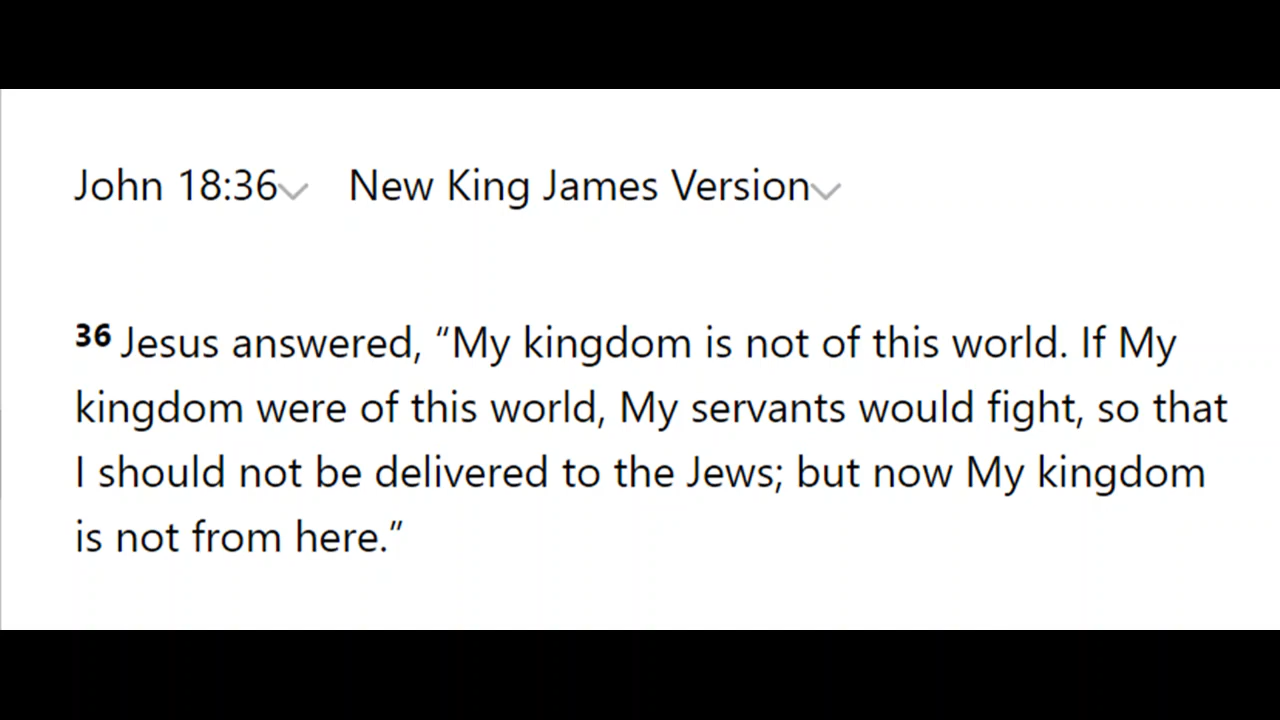 John 18:36 New King James Version
36 Jesus answered, “My kingdom is not of this world. If My
kingdom were of this world, My servants would fight, so that
I should not be delivered to the Jews; but now My kingdom
is not from here.”